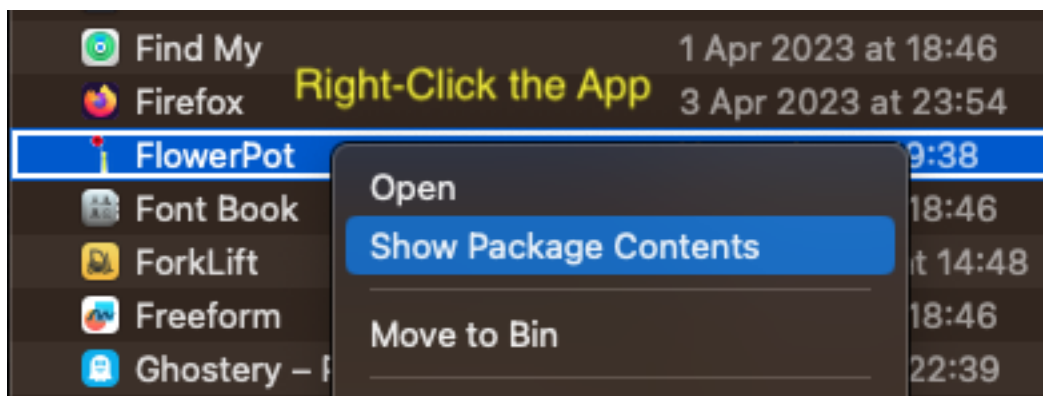 Find My 1 Apr 2023 at 18:46
Right-Click the App
Firefox 3 Apr 2023 at 23:54
FlowerPot 9:38
Open
Font Book 18:46
Show Package Contents
ForkLift at 14:48
Freeform 18:46
Move to Bin
Ghostery – 22:39